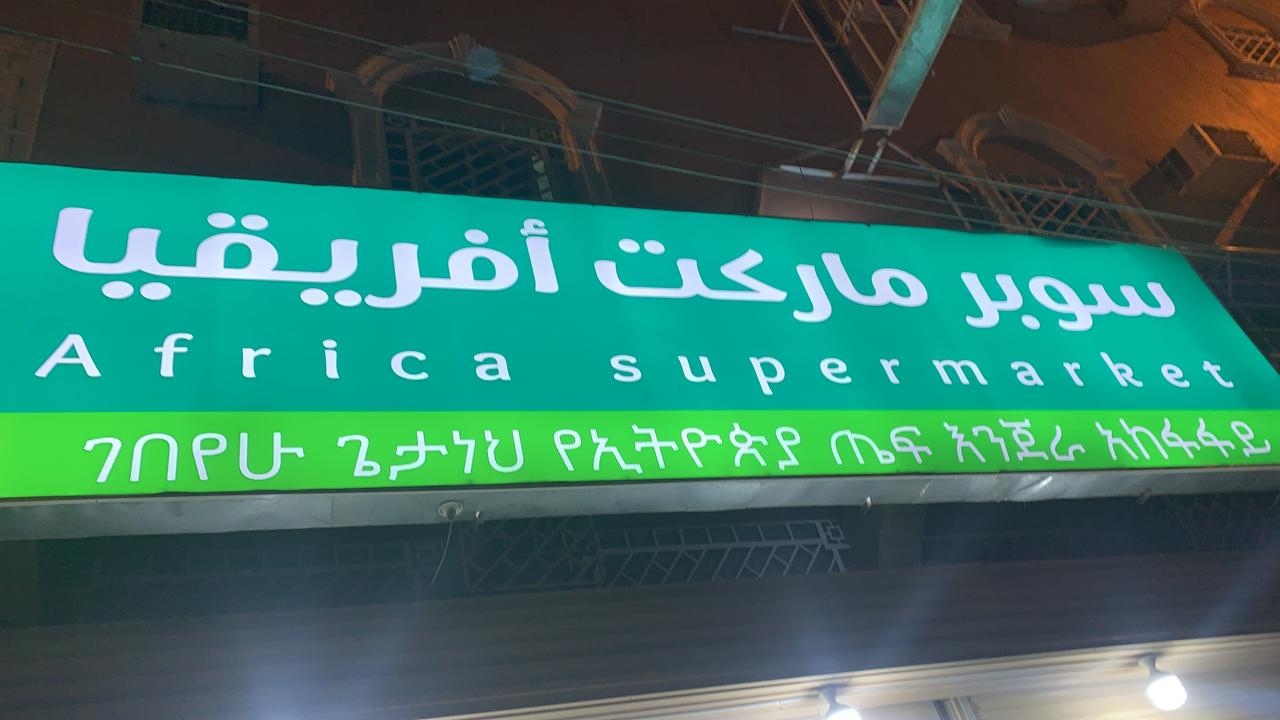 سوبر ماركت أفريقيا
Africa supermarket
ገበየሁ ጌታነህ የኢትዮጵያ ጤፍ እንጀራ አከፋፋይ